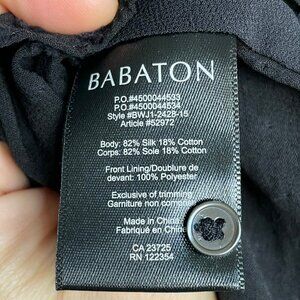 BABATON
P.O.#4500044533
P.O.#4500044534
Style #BWJ1-2428-15
Article #52972
Body: 82% Silk 18% Cotton
Corps: 82% Soie 18% Cotton
Front Lining/Doublure de
devant: 100% Polyester
Exclusive of trimming
Garniture non
Made in China
Fabriqué en
CA 23725
RN 122354